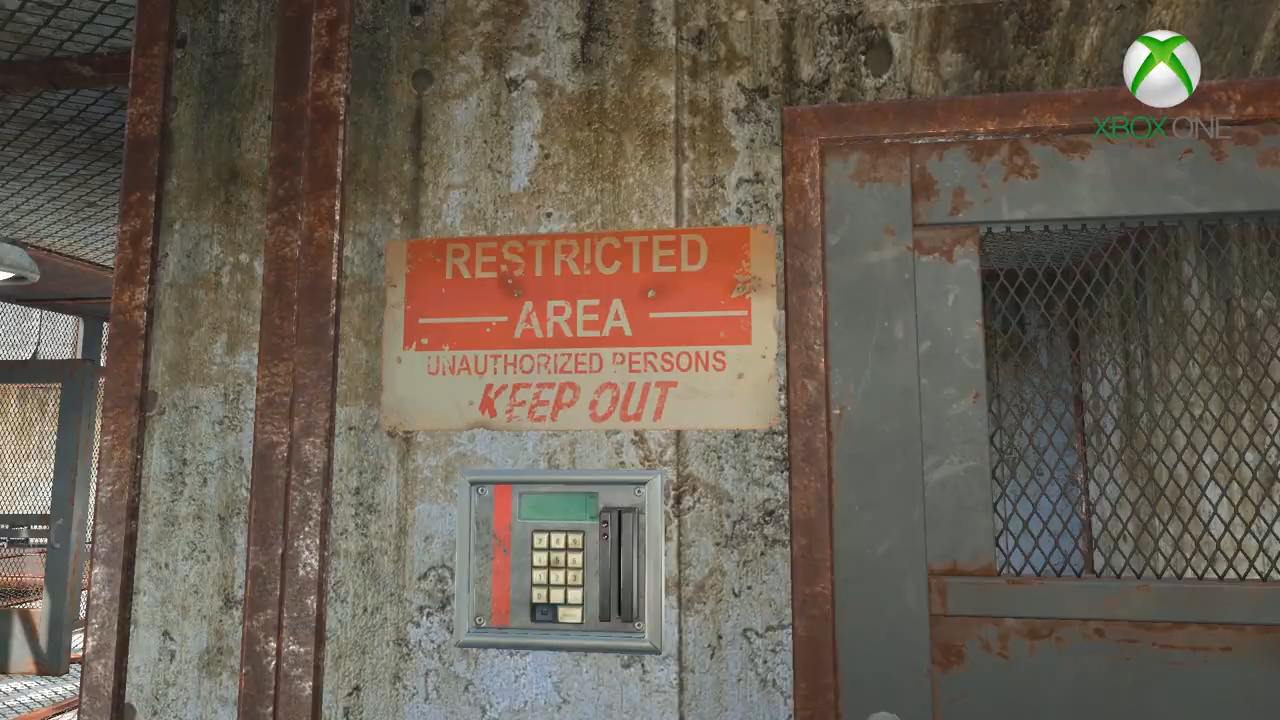 XBOX ONE
RESTRICTED
AREA
UNAUTHORIZED PERSONS
KEEP OUT